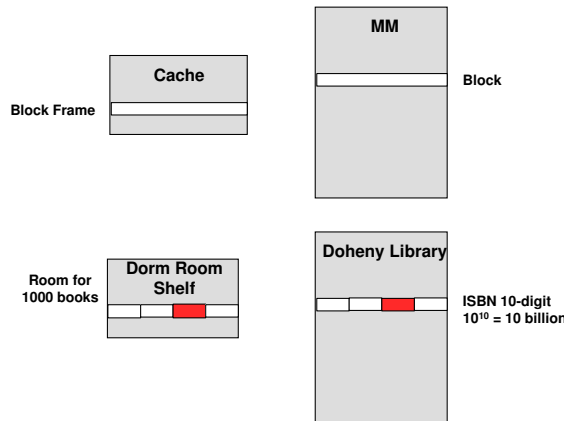 MM
Cache
Block Frame
Block
Doheny Library
Dorm Room
Shelf
Room for
1000 books
ISBN 10-digit
10¹⁰ = 10 billion